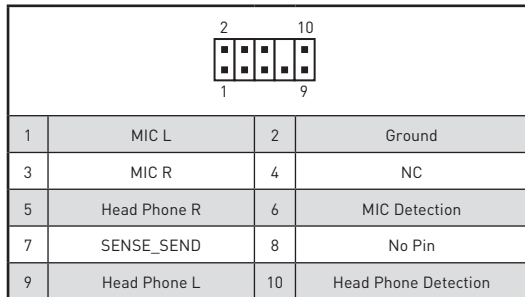 2 10
1 9
1 MIC L 2 Ground
3 MIC R 4 NC
5 Head Phone R 6 MIC Detection
7 SENSE_SEND 8 No Pin
9 Head Phone L 10 Head Phone Detection